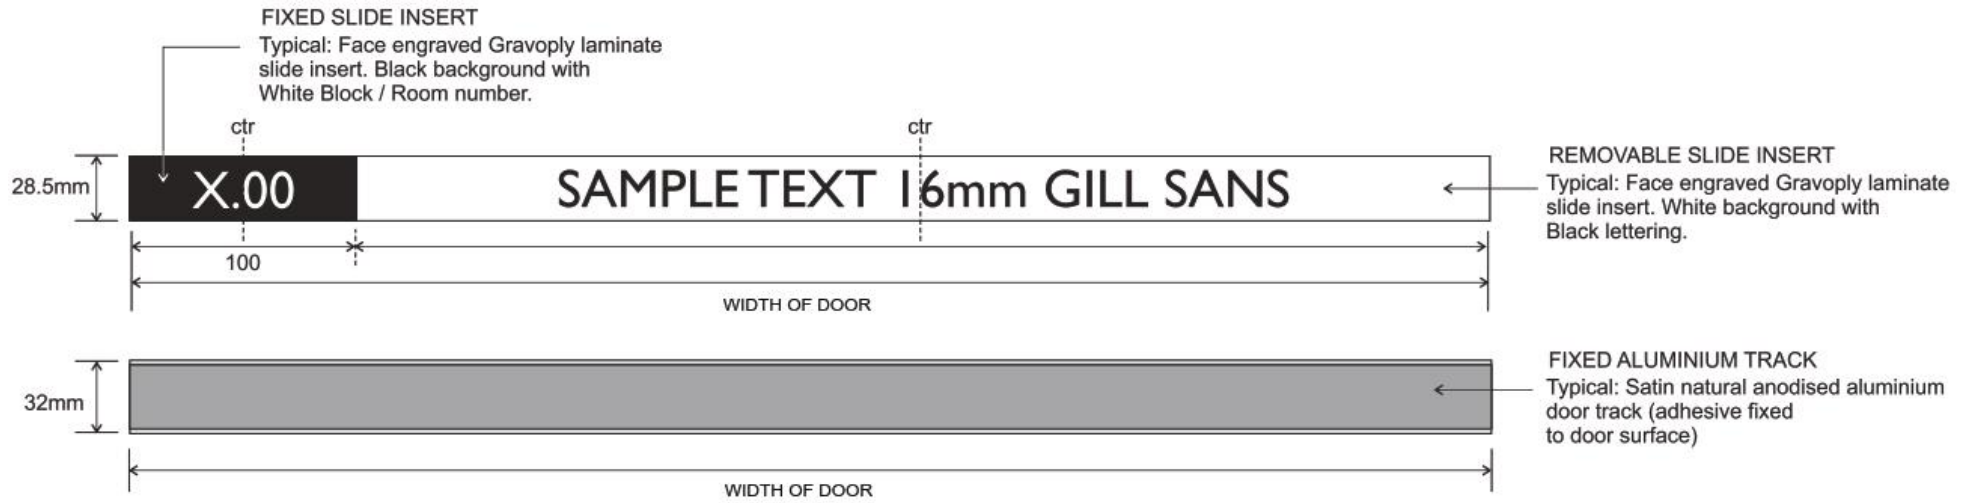 FIXED SLIDE INSERT
Typical: Face engraved Gravoply laminate
slide insert. Black background with
White Block / Room number.
ctr
ctr
28.5mm
X.00
SAMPLE TEXT 16mm GILL SANS
REMOVABLE SLIDE INSERT
Typical: Face engraved Gravoply laminate
slide insert. White background with
Black lettering.
100
WIDTH OF DOOR
32mm
FIXED ALUMINIUM TRACK
Typical: Satin natural anodised aluminium
door track (adhesive fixed
to door surface)
WIDTH OF DOOR